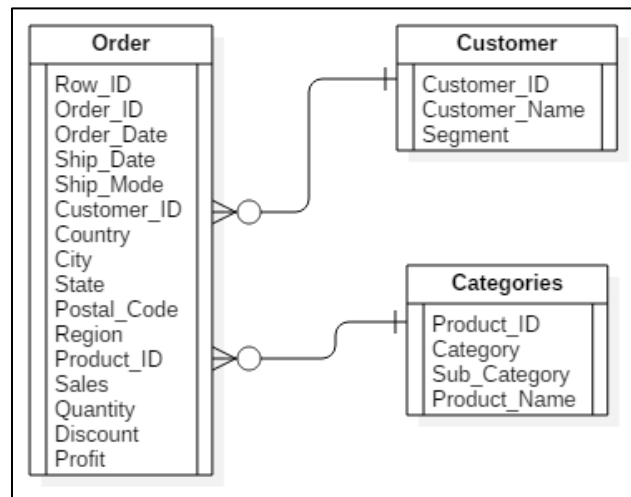 Order
Row_ID
Order_ID
Order_Date
Ship_Date
Ship_Mode
Customer_ID
Country
City
State
Postal_Code
Region
Product_ID
Sales
Quantity
Discount
Profit
Customer
Customer_ID
Customer_Name
Segment
Categories
Product_ID
Category
Sub_Category
Product_Name